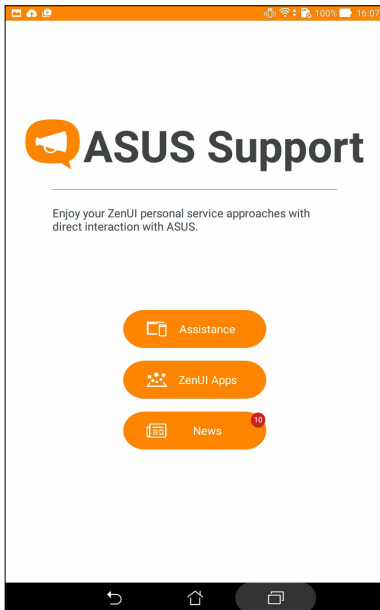 100% 16:07
ASUS Support
Enjoy your ZenUI personal service approaches with
direct interaction with ASUS.
Assistance
ZenUI Apps
10
News